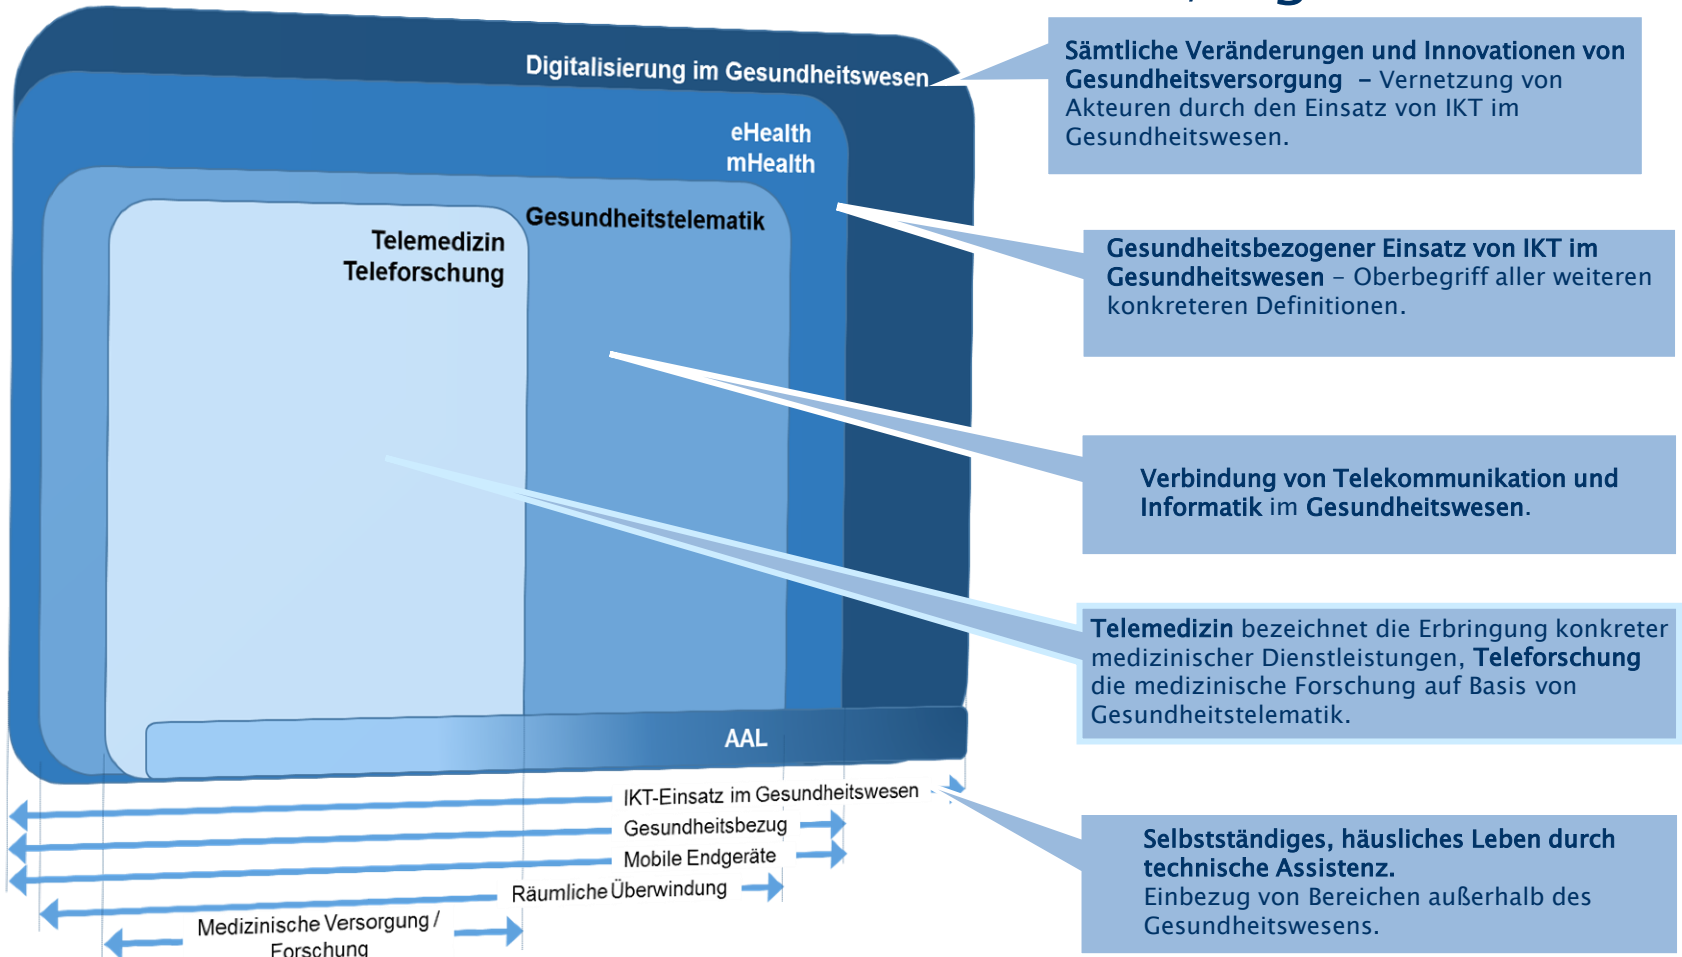 Digitalisierung im Gesundheitswesen
eHealth
mHealth
Gesundheitstelematik
Telemedizin
Teleforschung
AAL
IKT-Einsatz im Gesundheitswesen
Gesundheitsbezug
Mobile Endgeräte
Räumliche Überwindung
Medizinische Versorgung /
Forschung
Sämtliche Veränderungen und Innovationen von
Gesundheitsversorgung – Vernetzung von
Akteuren durch den Einsatz von IKT im
Gesundheitswesen.
Gesundheitsbezogener Einsatz von IKT im
Gesundheitswesen – Oberbegriff aller weiteren
konkreteren Definitionen.
Verbindung von Telekommunikation und
Informatik im Gesundheitswesen.
Telemedizin bezeichnet die Erbringung konkreter
medizinischer Dienstleistungen, Teleforschung
die medizinische Forschung auf Basis von
Gesundheitstelematik.
Selbstständiges, häusliches Leben durch
technische Assistenz.
Einbezug von Bereichen außerhalb des
Gesundheitswesens.